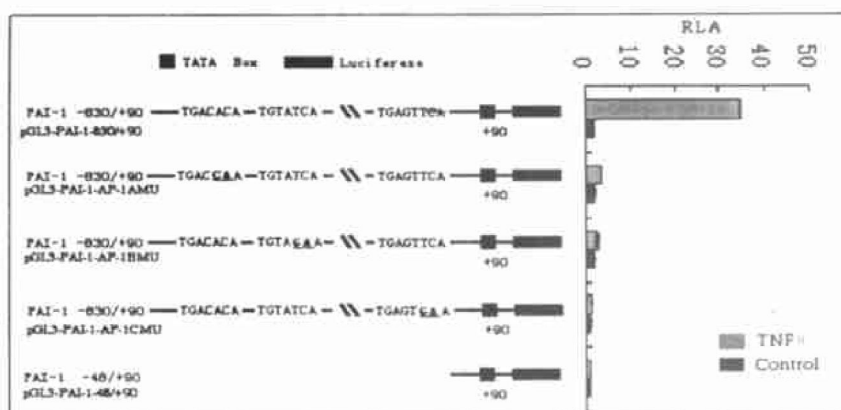 RLA
0 10 20 30 40 50
TATA Box Luciferase
PAI-1 -830/+90 TGACACA TGTATCA TGAGTTCA
pGL3-PAI-1-830/+90 +90
PAI-1 -830/+90 TGACCAA TGTATCA TGAGTTCA
pGL3-PAI-1-AP-1AMU +90
PAI-1 -830/+90 TGACACA TGTAGAA TGAGTTCA
pGL3-PAI-1-AP-1BMU +90
PAI-1 -830/+90 TGACACA TGTATCA TGAGTCAA
pGL3-PAI-1-AP-1CMU +90
PAI-1 -48/+90
pGL3-PAI-1-48/+90 +90
TNF
Control